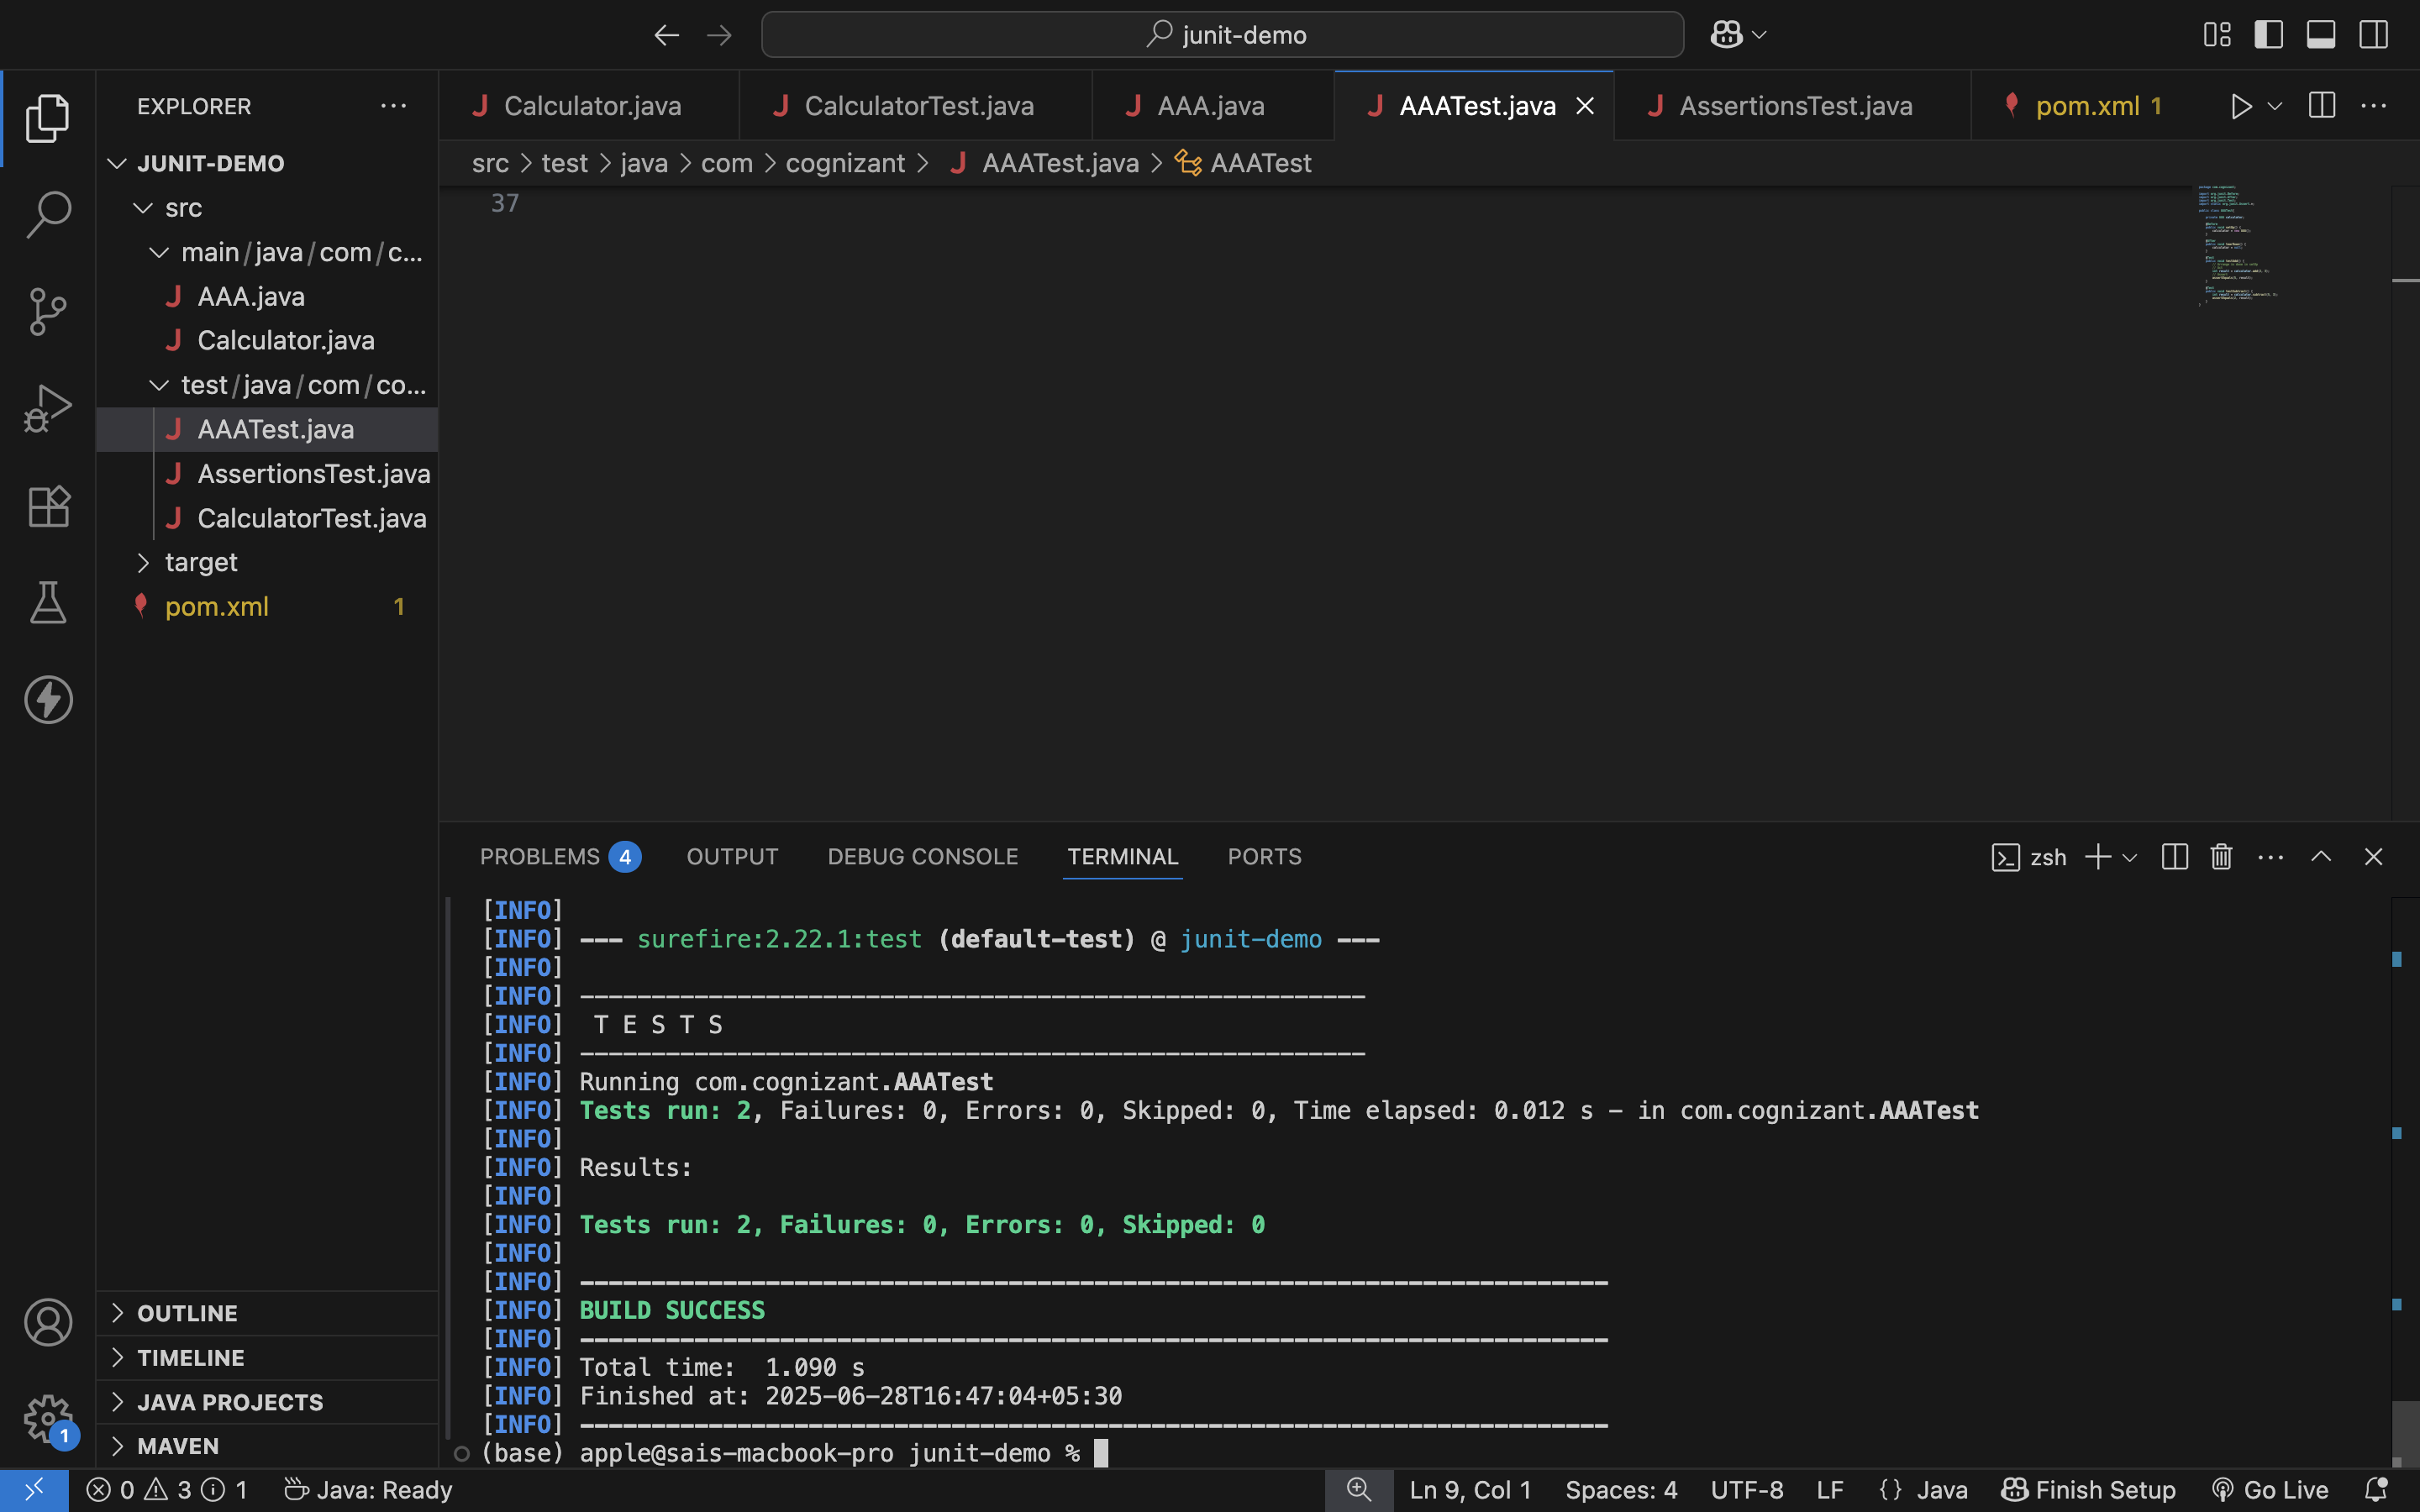 junit-demo
EXPLORER
JUNIT-DEMO
src
main/java/com/c...
AAA.java
Calculator.java
test/java/com/co...
AAATest.java
AssertionsTest.java
CalculatorTest.java
target
pom.xml 1
OUTLINE
TIMELINE
JAVA PROJECTS
MAVEN
1
Calculator.java
CalculatorTest.java
AAA.java
AAATest.java
AssertionsTest.java
pom.xml 1
src > test > java > com > cognizant > AAATest.java > AAATest
37
PROBLEMS 4 OUTPUT DEBUG CONSOLE TERMINAL PORTS
zsh
[INFO]
[INFO] --- surefire:2.22.1:test (default-test) @ junit-demo ---
[INFO]
[INFO] -------------------------------------------------------
[INFO]  T E S T S
[INFO] -------------------------------------------------------
[INFO] Running com.cognizant.AAATest
[INFO] Tests run: 2, Failures: 0, Errors: 0, Skipped: 0, Time elapsed: 0.012 s - in com.cognizant.AAATest
[INFO]
[INFO] Results:
[INFO]
[INFO] Tests run: 2, Failures: 0, Errors: 0, Skipped: 0
[INFO]
[INFO] ------------------------------------------------------------------------
[INFO] BUILD SUCCESS
[INFO] ------------------------------------------------------------------------
[INFO] Total time:  1.090 s
[INFO] Finished at: 2025-06-28T16:47:04+05:30
[INFO] ------------------------------------------------------------------------
(base) apple@sais-macbook-pro junit-demo %
0 3 1 Java: Ready Ln 9, Col 1 Spaces: 4 UTF-8 LF {} Java Finish Setup Go Live